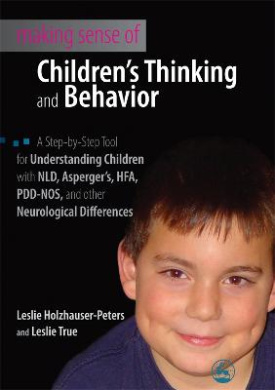 making sense of
Children's Thinking
and Behavior
A Step-by-Step Tool
for Understanding Children
with NLD, Asperger's, HFA,
PDD-NOS, and other
Neurological Differences
Leslie Holzhauser-Peters
and Leslie True